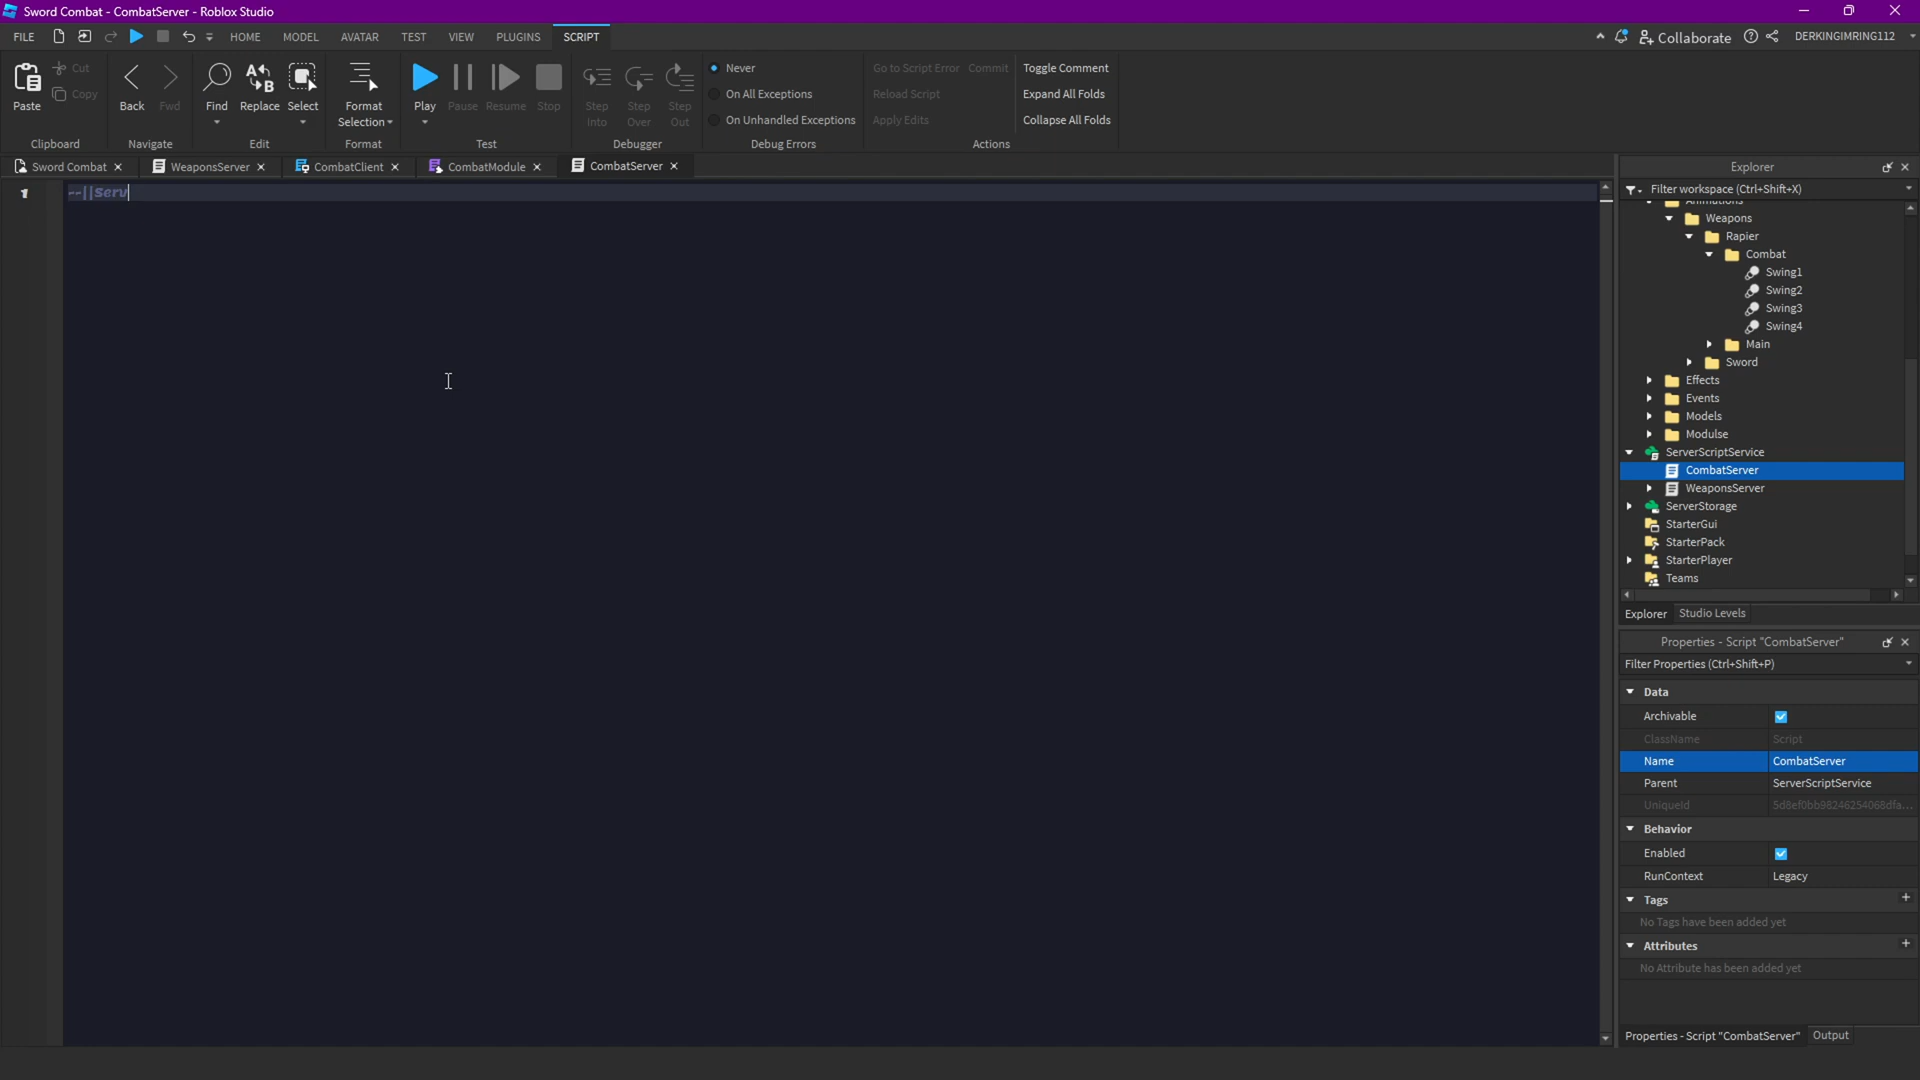 Sword Combat - CombatServer - Roblox Studio
FILE HOME MODEL AVATAR TEST VIEW PLUGINS SCRIPT Collaborate DERKINGIMRING112
Paste Cut Copy
Back Fwd
Find Replace Select
Format Selection
Play Pause Resume Stop
Step Into Step Over Step Out
Never
On All Exceptions
On Unhandled Exceptions
Go to Script Error Commit
Reload Script
Apply Edits
Toggle Comment
Expand All Folds
Collapse All Folds
Clipboard Navigate Edit Format Test Debugger Debug Errors Actions
Sword Combat WeaponsServer CombatClient CombatModule CombatServer
1 --||Serv
Explorer
Filter workspace (Ctrl+Shift+X)
Animations
Weapons
Rapier
Combat
Swing1
Swing2
Swing3
Swing4
Main
Sword
Effects
Events
Models
Modulse
ServerScriptService
CombatServer
WeaponsServer
ServerStorage
StarterGui
StarterPack
StarterPlayer
Teams
Explorer Studio Levels
Properties - Script "CombatServer"
Filter Properties (Ctrl+Shift+P)
Data
Archivable
ClassName Script
Name CombatServer
Parent ServerScriptService
UniqueId 5d8ef0bb98246254068dfa...
Behavior
Enabled
RunContext Legacy
Tags +
No Tags have been added yet
Attributes +
No Attribute has been added yet
Properties - Script "CombatServer" Output